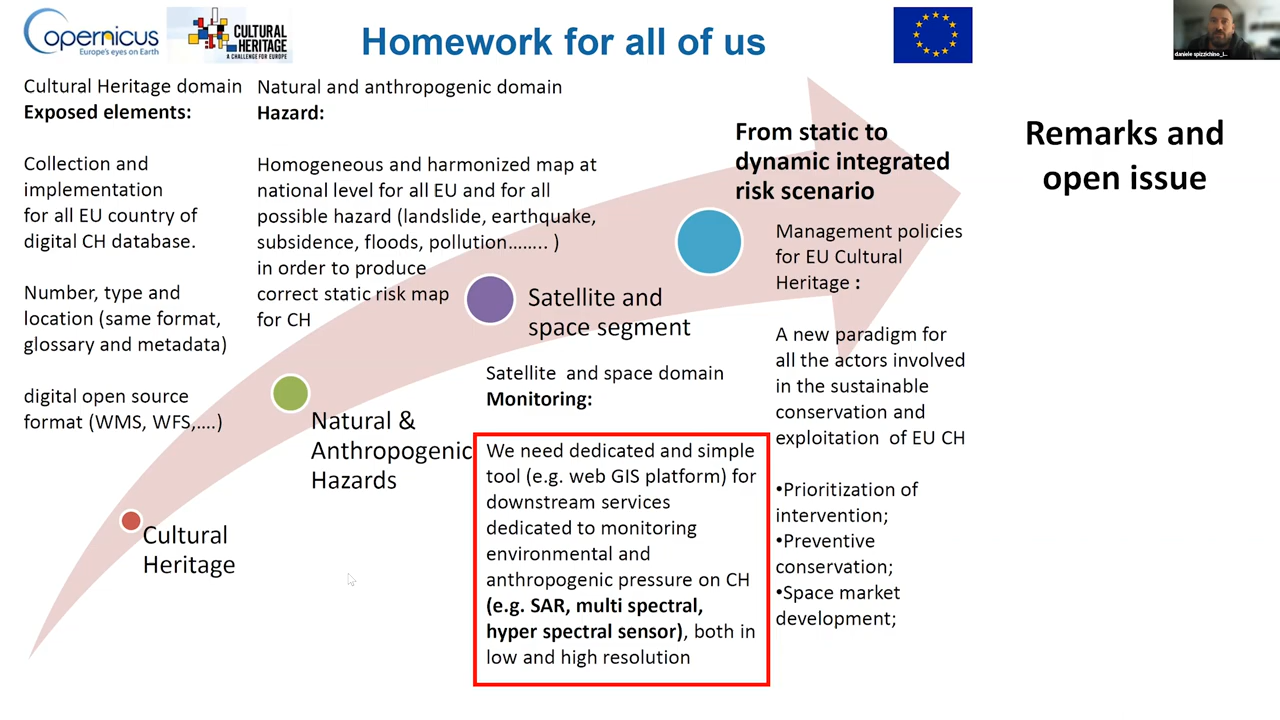 opernicus
Europe's eyes on Earth
CULTURAL
HERITAGE
A CHALLENGE FOR EUROPE
Homework for all of us
daniele spizzichino_I...
Cultural Heritage domain
Exposed elements:
Collection and
implementation
for all EU country of
digital CH database.
Number, type and
location (same format,
glossary and metadata)
digital open source
format (WMS, WFS,....)
Natural and anthropogenic domain
Hazard:
Homogeneous and harmonized map at
national level for all EU and for all
possible hazard (landslide, earthquake,
subsidence, floods, pollution........ )
in order to produce
correct static risk map
for CH
Cultural
Heritage
Natural &
Anthropogenic
Hazards
Satellite and
space segment
Satellite and space domain
Monitoring:
We need dedicated and simple
tool (e.g. web GIS platform) for
downstream services
dedicated to monitoring
environmental and
anthropogenic pressure on CH
(e.g. SAR, multi spectral,
hyper spectral sensor), both in
low and high resolution
From static to
dynamic integrated
risk scenario
Management policies
for EU Cultural
Heritage :
A new paradigm for
all the actors involved
in the sustainable
conservation and
exploitation of EU CH
•Prioritization of
intervention;
•Preventive
conservation;
•Space market
development;
Remarks and
open issue